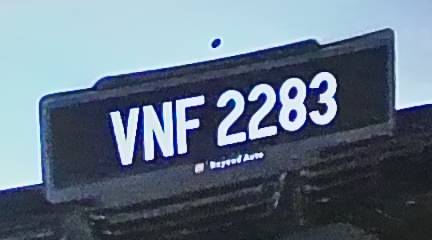 VNF 2283
Beyond Auto